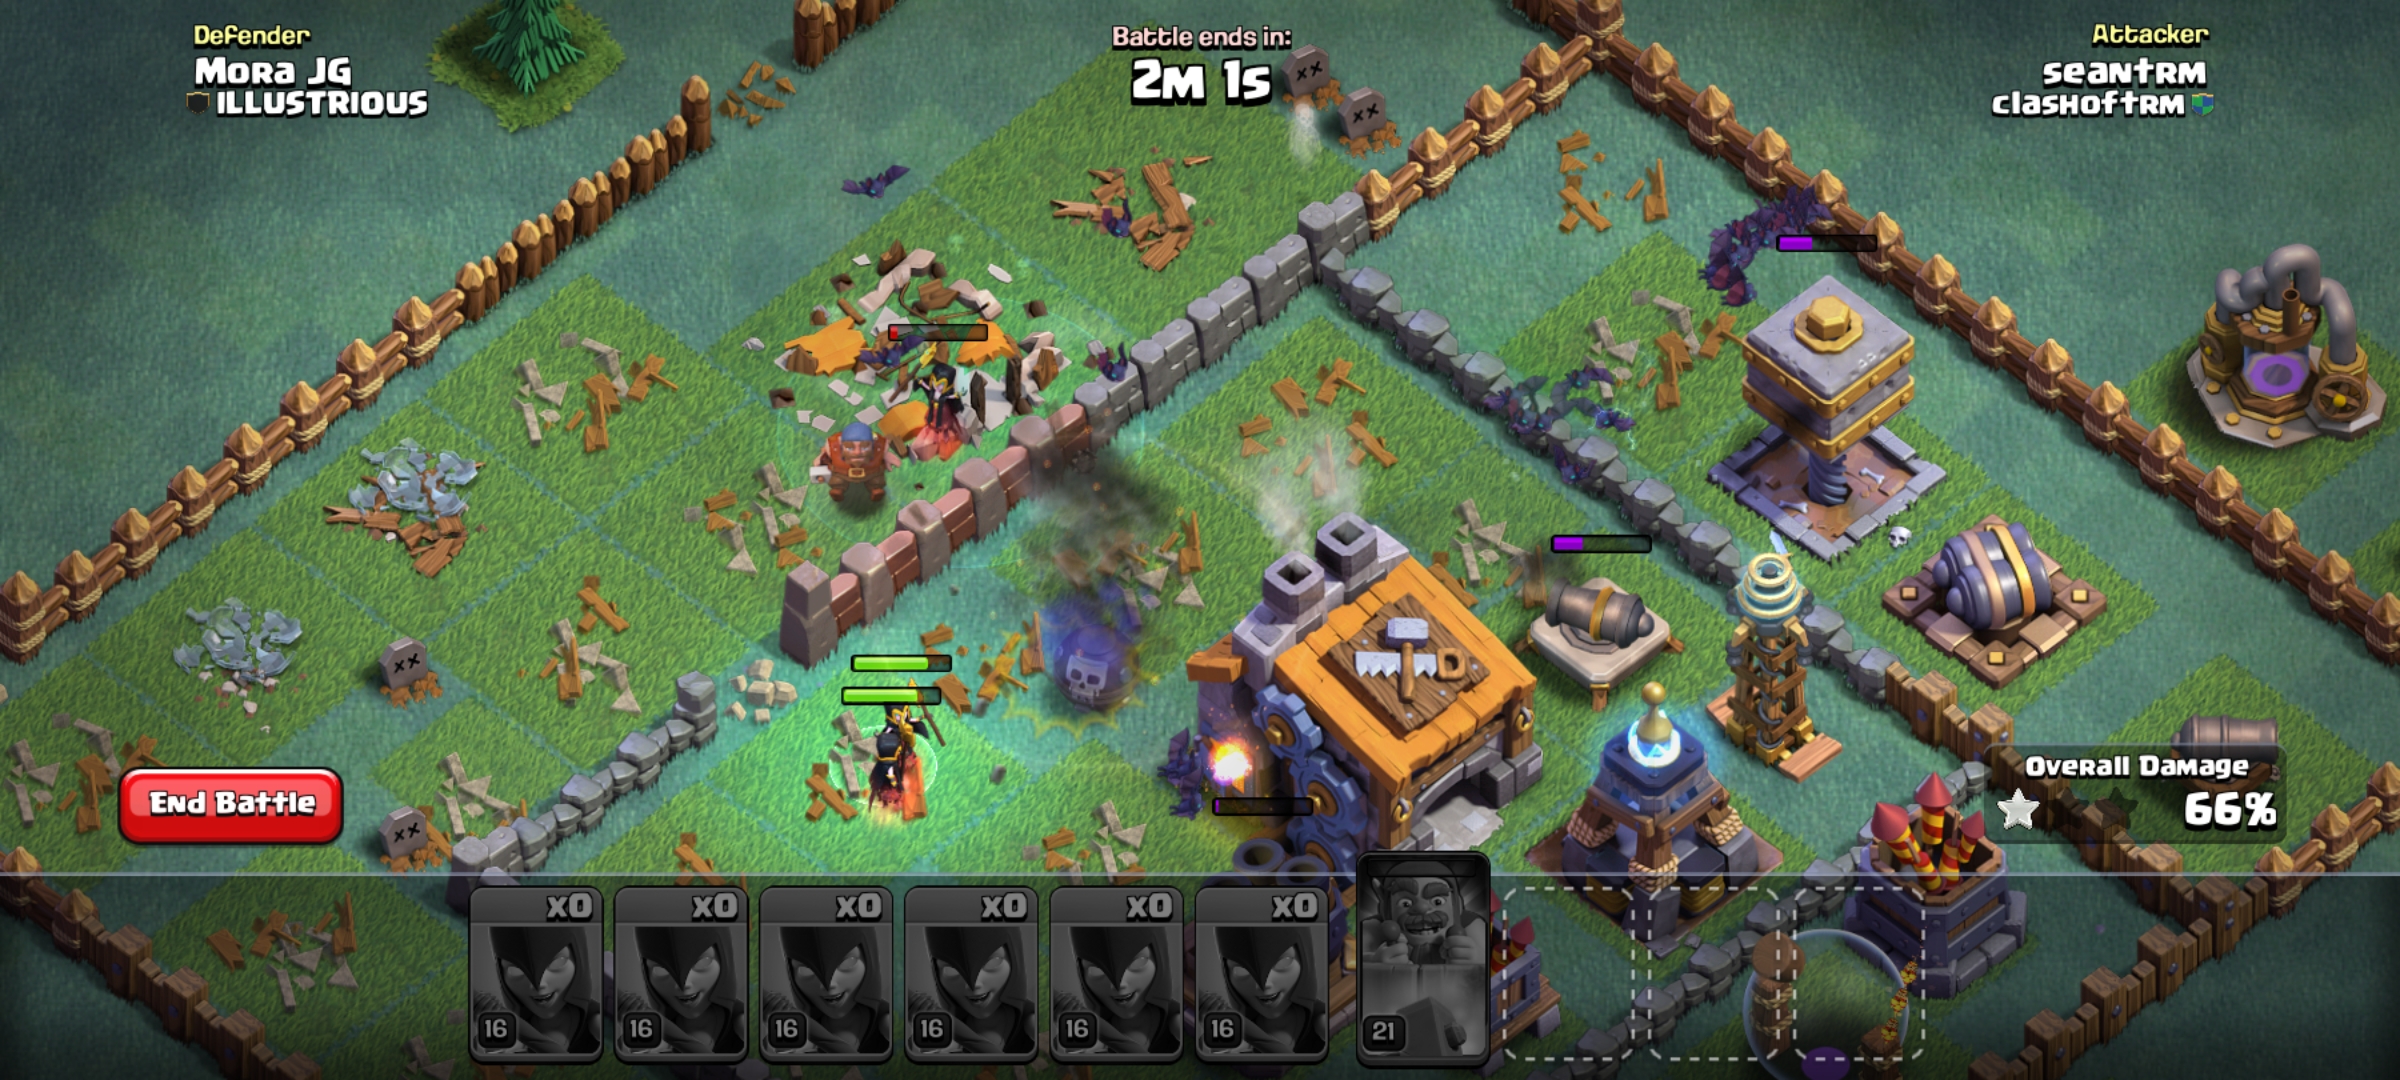 Defender
Mora JG
ILLUSTRIOUS
Battle ends in:
2M 1s
Attacker
seantRM
clashoftRM
End Battle
Overall Damage
66%
x0
x0
x0
x0
x0
x0
16
16
16
16
16
16
21